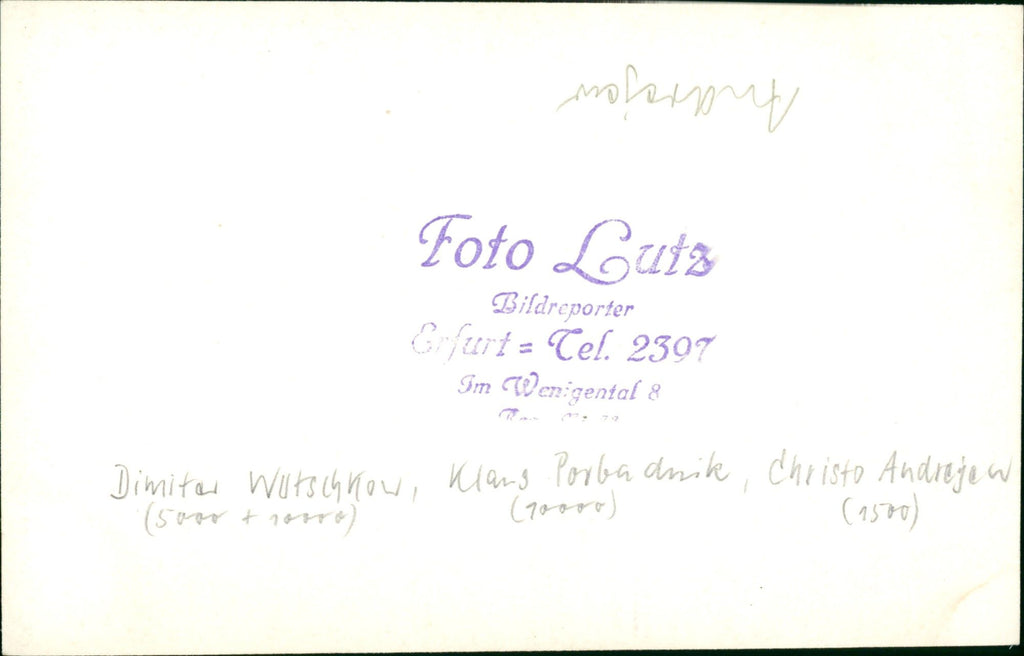 Andrejew
Foto Lutz
Bildreporter
Erfurt = Tel. 2397
Im Wenigental 8
Dimiter Wutschkow, Klaus Porbadnik, Christo Andrejew
(5000 + 10000) (10000) (1500)